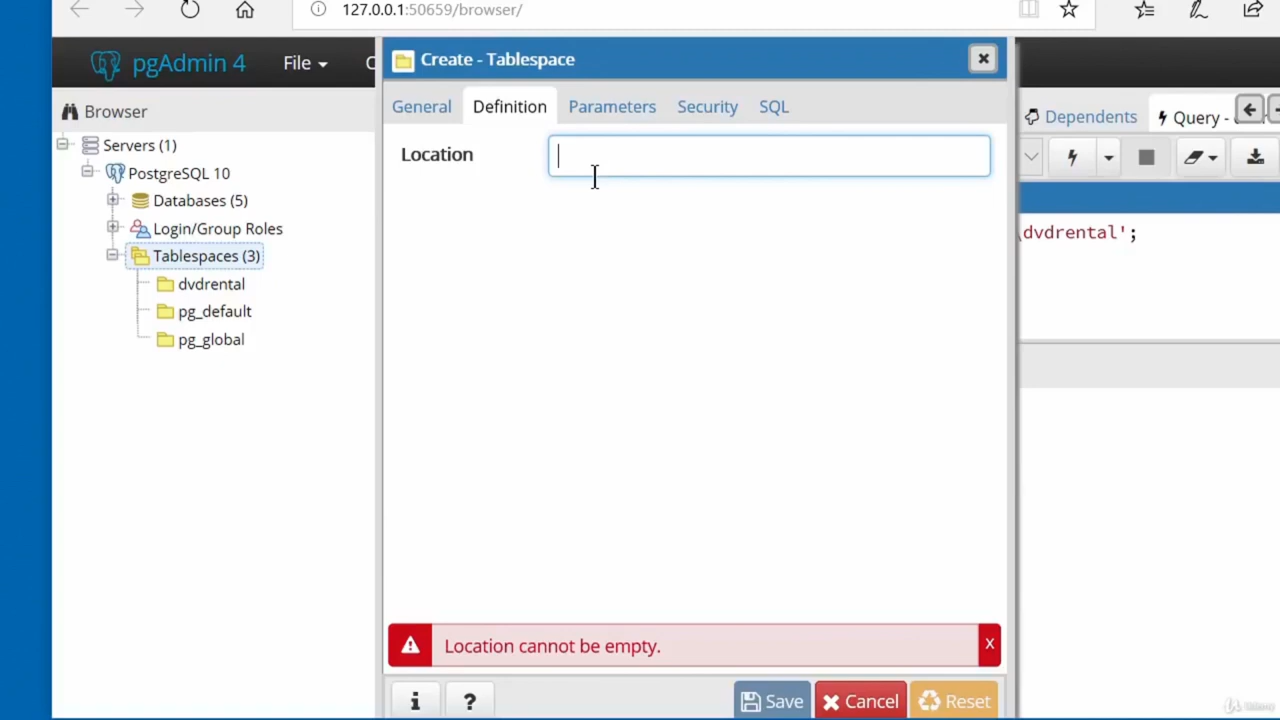 127.0.0.1:50659/browser/
pgAdmin 4
File
Create - Tablespace
Browser
General
Definition
Parameters
Security
SQL
Dependents
Query -
Servers (1)
Location
PostgreSQL 10
Databases (5)
Login/Group Roles
\dvdrental';
Tablespaces (3)
dvdrental
pg_default
pg_global
Location cannot be empty.
X
i
?
Save
Cancel
Reset
Udemy